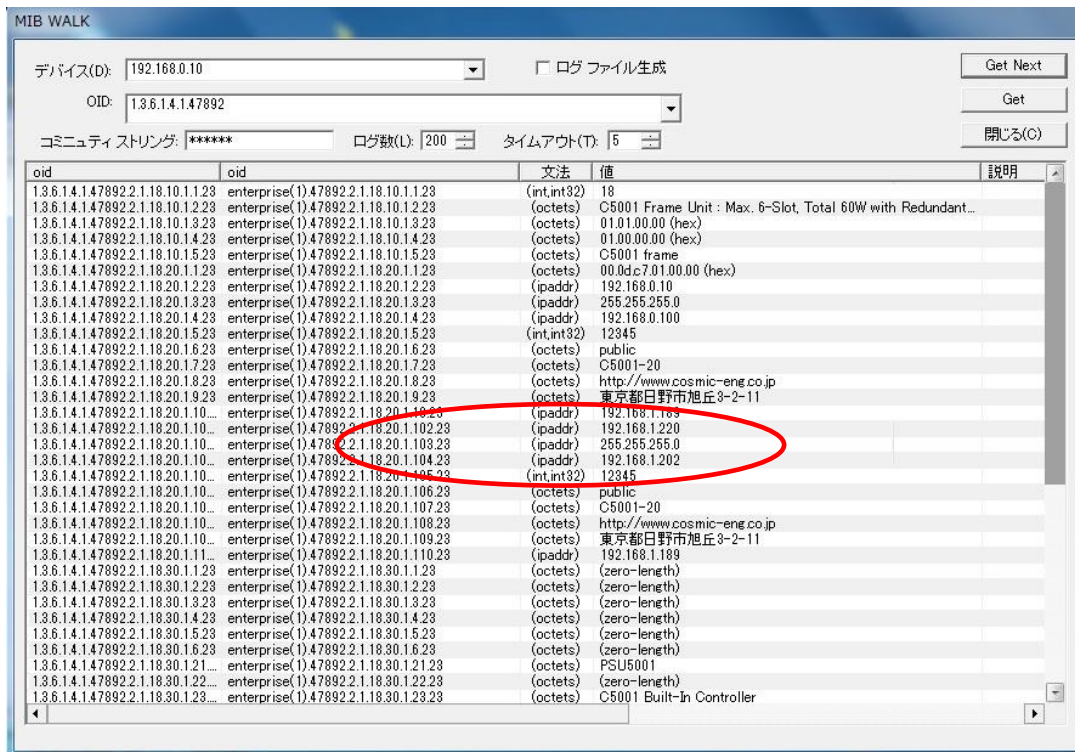 MIB WALK
デバイス(D): 192.168.0.10 ログ ファイル生成 Get Next
OID: 1.3.6.1.4.1.47892 Get
コミニュティ ストリング: ****** ログ数(L): 200 タイムアウト(T): 5 閉じる(C)
oid oid 文法 値 説明
1.3.6.1.4.1.47892.2.1.18.10.1.1.23 enterprise(1).47892.2.1.18.10.1.1.23 (int,int32) 18
1.3.6.1.4.1.47892.2.1.18.10.1.2.23 enterprise(1).47892.2.1.18.10.1.2.23 (octets) C5001 Frame Unit : Max. 6-Slot, Total 60W with Redundant...
1.3.6.1.4.1.47892.2.1.18.10.1.3.23 enterprise(1).47892.2.1.18.10.1.3.23 (octets) 01.01.00.00 (hex)
1.3.6.1.4.1.47892.2.1.18.10.1.4.23 enterprise(1).47892.2.1.18.10.1.4.23 (octets) 01.00.00.00 (hex)
1.3.6.1.4.1.47892.2.1.18.10.1.5.23 enterprise(1).47892.2.1.18.10.1.5.23 (octets) C5001 frame
1.3.6.1.4.1.47892.2.1.18.20.1.1.23 enterprise(1).47892.2.1.18.20.1.1.23 (octets) 00.0d.c7.01.00.00 (hex)
1.3.6.1.4.1.47892.2.1.18.20.1.2.23 enterprise(1).47892.2.1.18.20.1.2.23 (ipaddr) 192.168.0.10
1.3.6.1.4.1.47892.2.1.18.20.1.3.23 enterprise(1).47892.2.1.18.20.1.3.23 (ipaddr) 255.255.255.0
1.3.6.1.4.1.47892.2.1.18.20.1.4.23 enterprise(1).47892.2.1.18.20.1.4.23 (ipaddr) 192.168.0.100
1.3.6.1.4.1.47892.2.1.18.20.1.5.23 enterprise(1).47892.2.1.18.20.1.5.23 (int,int32) 12345
1.3.6.1.4.1.47892.2.1.18.20.1.6.23 enterprise(1).47892.2.1.18.20.1.6.23 (octets) public
1.3.6.1.4.1.47892.2.1.18.20.1.7.23 enterprise(1).47892.2.1.18.20.1.7.23 (octets) C5001-20
1.3.6.1.4.1.47892.2.1.18.20.1.8.23 enterprise(1).47892.2.1.18.20.1.8.23 (octets) http://www.cosmic-eng.co.jp
1.3.6.1.4.1.47892.2.1.18.20.1.9.23 enterprise(1).47892.2.1.18.20.1.9.23 (octets) 東京都日野市旭丘3-2-11
1.3.6.1.4.1.47892.2.1.18.20.1.10... enterprise(1).47892.2.1.18.20.1.10.23 (ipaddr) 192.168.1.189
1.3.6.1.4.1.47892.2.1.18.20.1.10... enterprise(1).47892.2.1.18.20.1.102.23 (ipaddr) 192.168.1.220
1.3.6.1.4.1.47892.2.1.18.20.1.10... enterprise(1).47892.2.1.18.20.1.103.23 (ipaddr) 255.255.255.0
1.3.6.1.4.1.47892.2.1.18.20.1.10... enterprise(1).47892.2.1.18.20.1.104.23 (ipaddr) 192.168.1.202
1.3.6.1.4.1.47892.2.1.18.20.1.10... enterprise(1).47892.2.1.18.20.1.105.23 (int,int32) 12345
1.3.6.1.4.1.47892.2.1.18.20.1.10... enterprise(1).47892.2.1.18.20.1.106.23 (octets) public
1.3.6.1.4.1.47892.2.1.18.20.1.10... enterprise(1).47892.2.1.18.20.1.107.23 (octets) C5001-20
1.3.6.1.4.1.47892.2.1.18.20.1.10... enterprise(1).47892.2.1.18.20.1.108.23 (octets) http://www.cosmic-eng.co.jp
1.3.6.1.4.1.47892.2.1.18.20.1.10... enterprise(1).47892.2.1.18.20.1.109.23 (octets) 東京都日野市旭丘3-2-11
1.3.6.1.4.1.47892.2.1.18.20.1.11... enterprise(1).47892.2.1.18.20.1.110.23 (ipaddr) 192.168.1.189
1.3.6.1.4.1.47892.2.1.18.30.1.1.23 enterprise(1).47892.2.1.18.30.1.1.23 (octets) (zero-length)
1.3.6.1.4.1.47892.2.1.18.30.1.2.23 enterprise(1).47892.2.1.18.30.1.2.23 (octets) (zero-length)
1.3.6.1.4.1.47892.2.1.18.30.1.3.23 enterprise(1).47892.2.1.18.30.1.3.23 (octets) (zero-length)
1.3.6.1.4.1.47892.2.1.18.30.1.4.23 enterprise(1).47892.2.1.18.30.1.4.23 (octets) (zero-length)
1.3.6.1.4.1.47892.2.1.18.30.1.5.23 enterprise(1).47892.2.1.18.30.1.5.23 (octets) (zero-length)
1.3.6.1.4.1.47892.2.1.18.30.1.6.23 enterprise(1).47892.2.1.18.30.1.6.23 (octets) (zero-length)
1.3.6.1.4.1.47892.2.1.18.30.1.21... enterprise(1).47892.2.1.18.30.1.21.23 (octets) PSU5001
1.3.6.1.4.1.47892.2.1.18.30.1.22... enterprise(1).47892.2.1.18.30.1.22.23 (octets) (zero-length)
1.3.6.1.4.1.47892.2.1.18.30.1.23... enterprise(1).47892.2.1.18.30.1.23.23 (octets) C5001 Built-In Controller